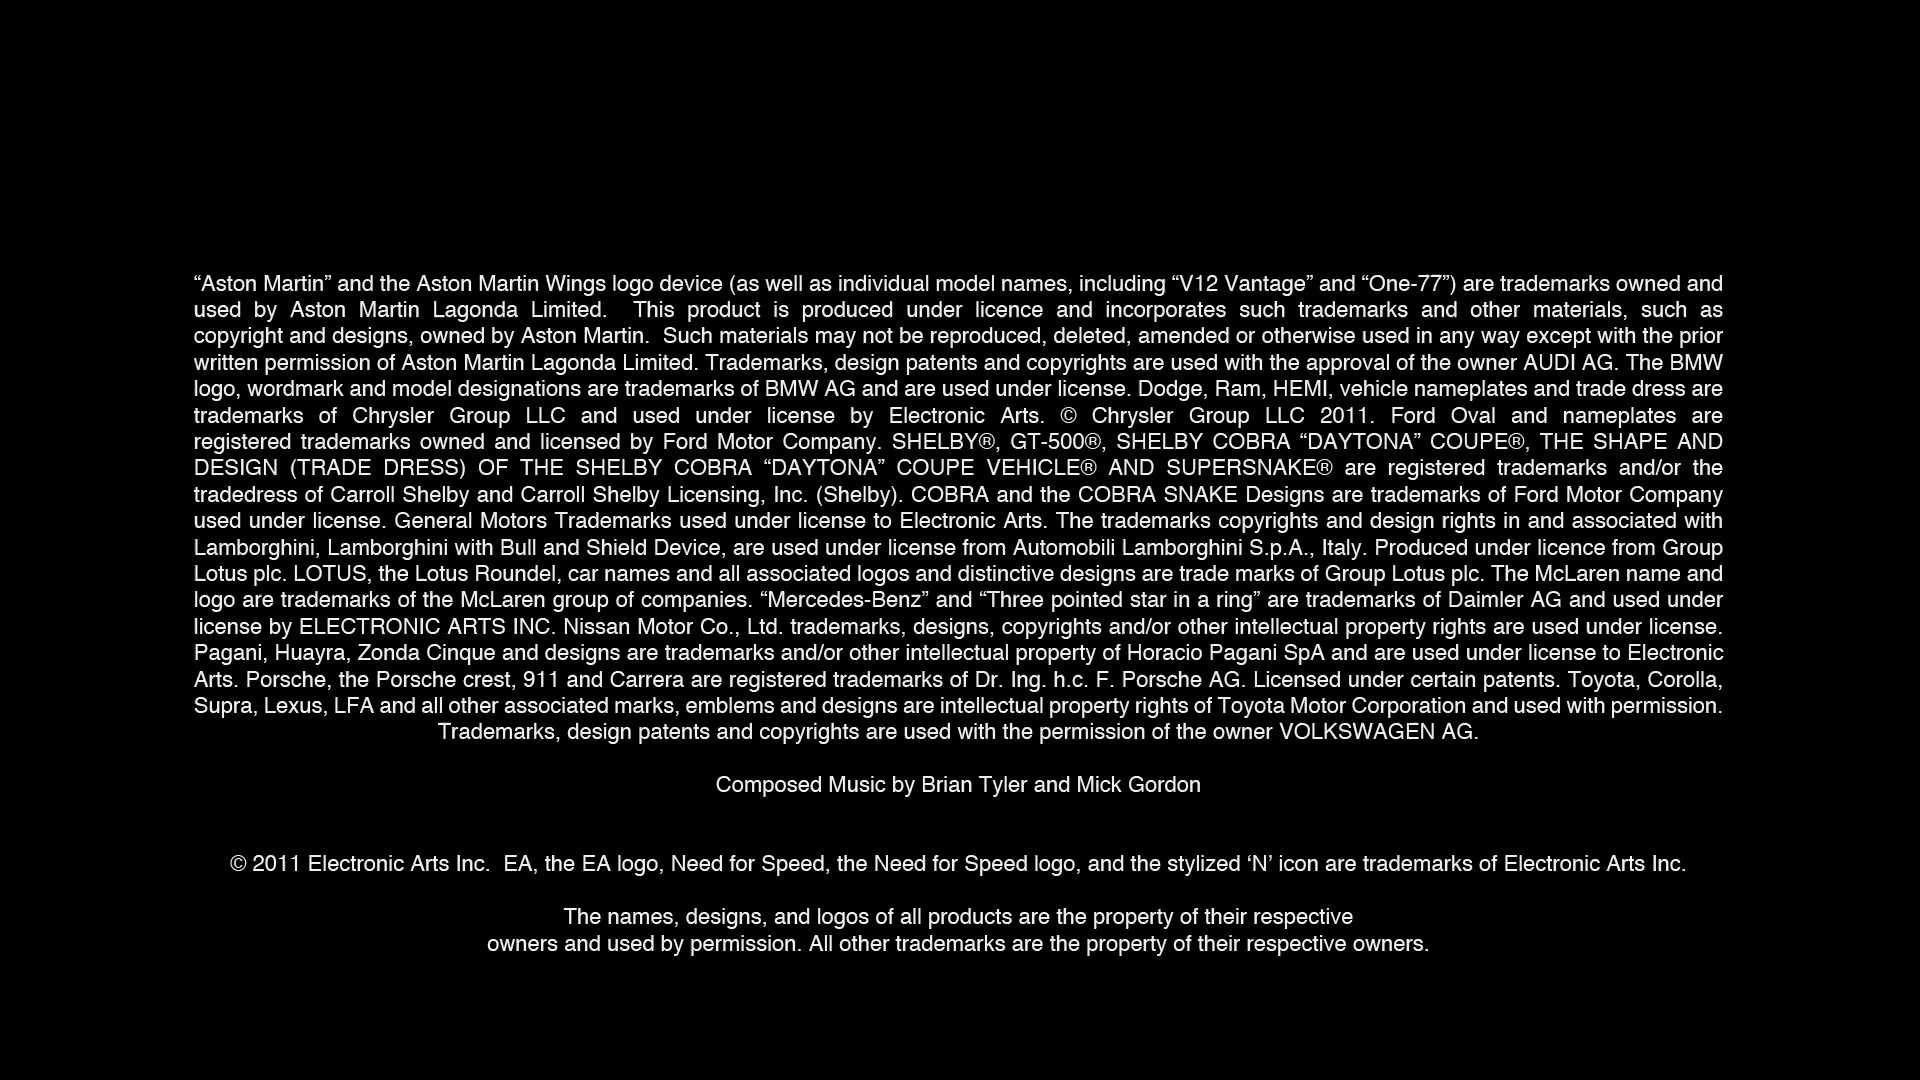 “Aston Martin” and the Aston Martin Wings logo device (as well as individual model names, including “V12 Vantage” and “One-77”) are trademarks owned and
used by Aston Martin Lagonda Limited.  This product is produced under licence and incorporates such trademarks and other materials, such as
copyright and designs, owned by Aston Martin.  Such materials may not be reproduced, deleted, amended or otherwise used in any way except with the prior
written permission of Aston Martin Lagonda Limited. Trademarks, design patents and copyrights are used with the approval of the owner AUDI AG. The BMW
logo, wordmark and model designations are trademarks of BMW AG and are used under license. Dodge, Ram, HEMI, vehicle nameplates and trade dress are
trademarks of Chrysler Group LLC and used under license by Electronic Arts. © Chrysler Group LLC 2011. Ford Oval and nameplates are
registered trademarks owned and licensed by Ford Motor Company. SHELBY®, GT-500®, SHELBY COBRA “DAYTONA” COUPE®, THE SHAPE AND
DESIGN (TRADE DRESS) OF THE SHELBY COBRA “DAYTONA” COUPE VEHICLE® AND SUPERSNAKE® are registered trademarks and/or the
tradedress of Carroll Shelby and Carroll Shelby Licensing, Inc. (Shelby). COBRA and the COBRA SNAKE Designs are trademarks of Ford Motor Company
used under license. General Motors Trademarks used under license to Electronic Arts. The trademarks copyrights and design rights in and associated with
Lamborghini, Lamborghini with Bull and Shield Device, are used under license from Automobili Lamborghini S.p.A., Italy. Produced under licence from Group
Lotus plc. LOTUS, the Lotus Roundel, car names and all associated logos and distinctive designs are trade marks of Group Lotus plc. The McLaren name and
logo are trademarks of the McLaren group of companies. “Mercedes-Benz” and “Three pointed star in a ring” are trademarks of Daimler AG and used under
license by ELECTRONIC ARTS INC. Nissan Motor Co., Ltd. trademarks, designs, copyrights and/or other intellectual property rights are used under license.
Pagani, Huayra, Zonda Cinque and designs are trademarks and/or other intellectual property of Horacio Pagani SpA and are used under license to Electronic
Arts. Porsche, the Porsche crest, 911 and Carrera are registered trademarks of Dr. Ing. h.c. F. Porsche AG. Licensed under certain patents. Toyota, Corolla,
Supra, Lexus, LFA and all other associated marks, emblems and designs are intellectual property rights of Toyota Motor Corporation and used with permission.
Trademarks, design patents and copyrights are used with the permission of the owner VOLKSWAGEN AG.
Composed Music by Brian Tyler and Mick Gordon
© 2011 Electronic Arts Inc.  EA, the EA logo, Need for Speed, the Need for Speed logo, and the stylized ‘N’ icon are trademarks of Electronic Arts Inc.
The names, designs, and logos of all products are the property of their respective
owners and used by permission. All other trademarks are the property of their respective owners.